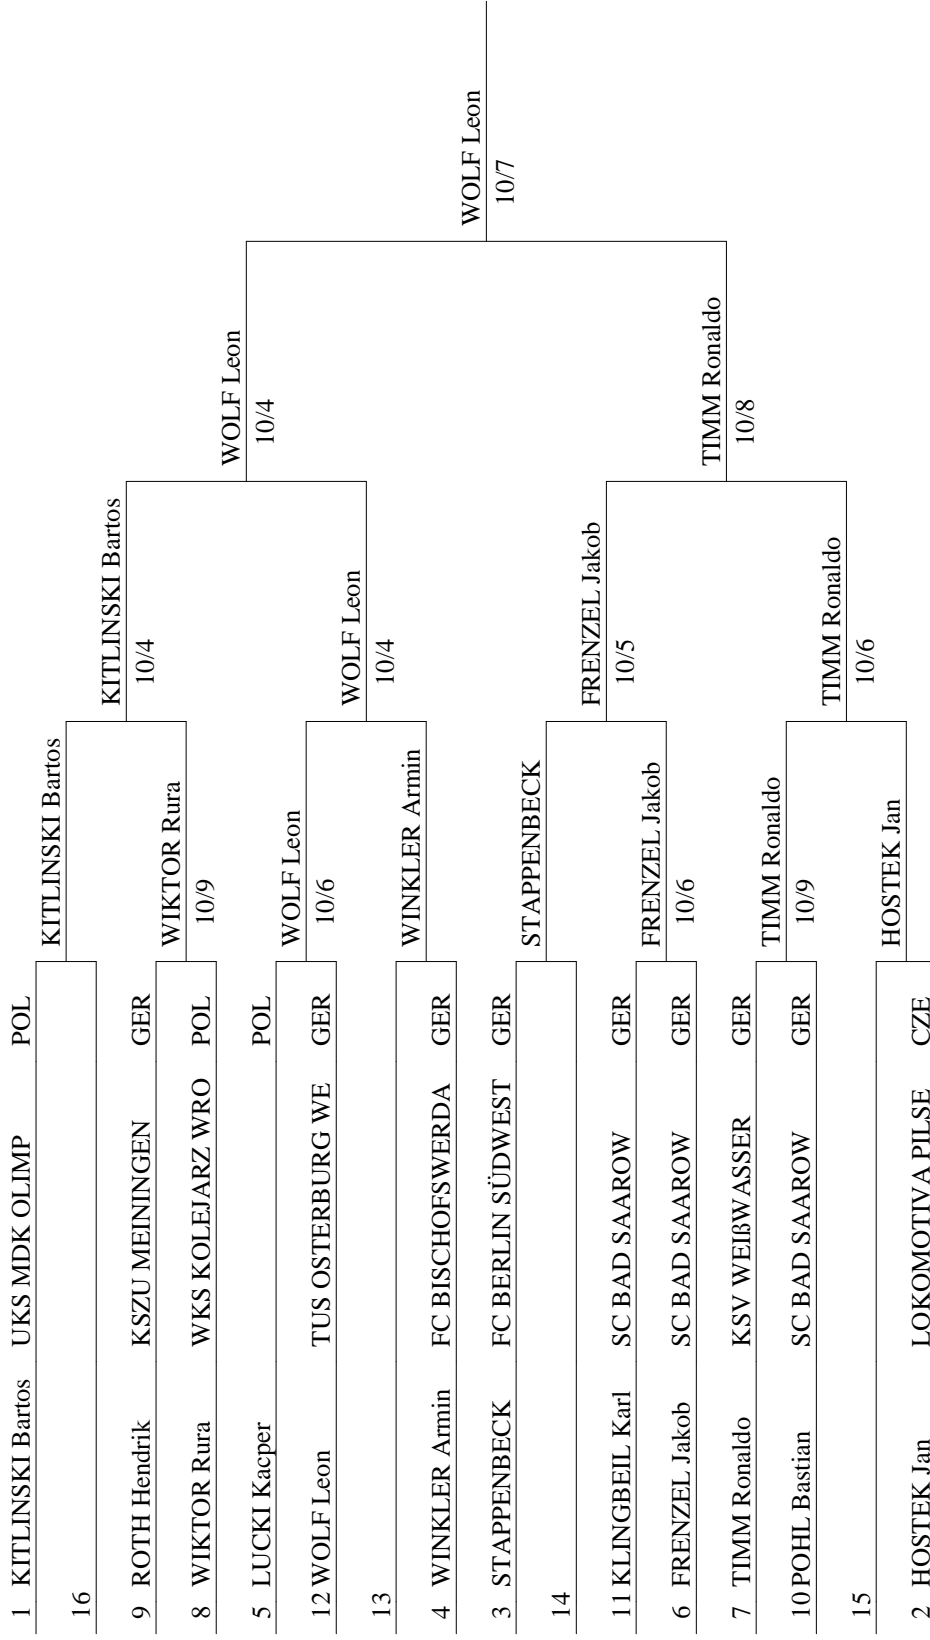 1 KITLINSKI Bartos UKS MDK OLIMP POL
16
9 ROTH Hendrik KSZU MEININGEN GER
8 WIKTOR Rura WKS KOLEJARZ WRO POL
5 LUCKI Kacper POL
12 WOLF Leon TUS OSTERBURG WE GER
13
4 WINKLER Armin FC BISCHOFSWERDA GER
3 STAPPENBECK FC BERLIN SÜDWEST GER
14
11 KLINGBEIL Karl SC BAD SAAROW GER
6 FRENZEL Jakob SC BAD SAAROW GER
7 TIMM Ronaldo KSV WEIßWASSER GER
10 POHL Bastian SC BAD SAAROW GER
15
2 HOSTEK Jan LOKOMOTIVA PILSE CZE
KITLINSKI Bartos
WIKTOR Rura
10/9
WOLF Leon
10/6
WINKLER Armin
STAPPENBECK
FRENZEL Jakob
10/6
TIMM Ronaldo
10/9
HOSTEK Jan
KITLINSKI Bartos
10/4
WOLF Leon
10/4
FRENZEL Jakob
10/5
TIMM Ronaldo
10/6
WOLF Leon
10/4
TIMM Ronaldo
10/8
WOLF Leon
10/7